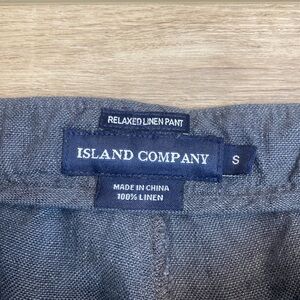 RELAXED LINEN PANT
ISLAND COMPANY
S
MADE IN CHINA
100% LINEN